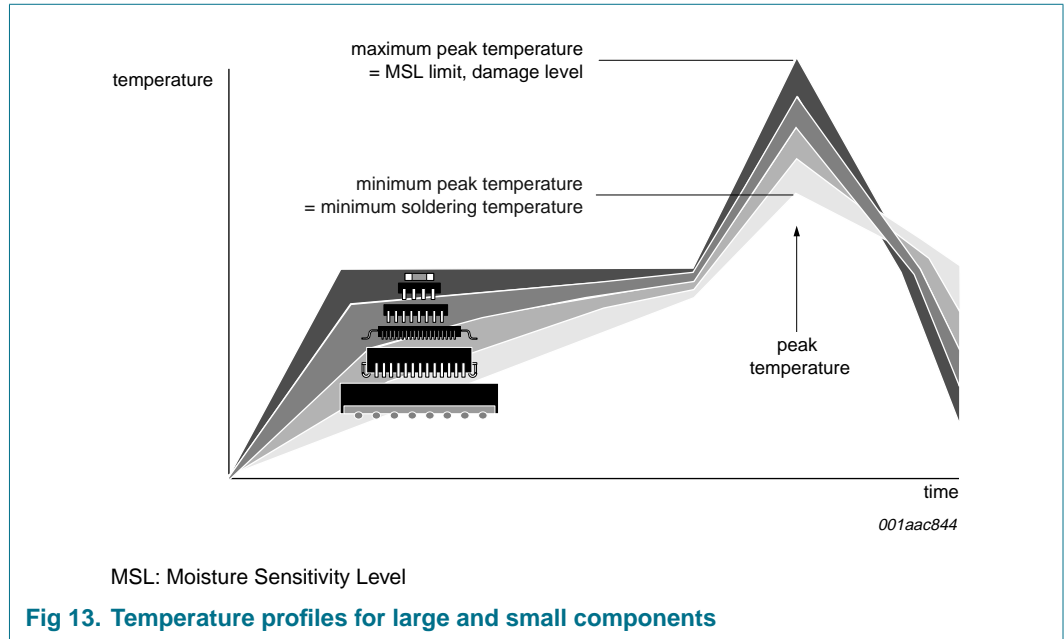 maximum peak temperature
= MSL limit, damage level
temperature
minimum peak temperature
= minimum soldering temperature
peak
temperature
time
001aac844
MSL: Moisture Sensitivity Level
Fig 13. Temperature profiles for large and small components